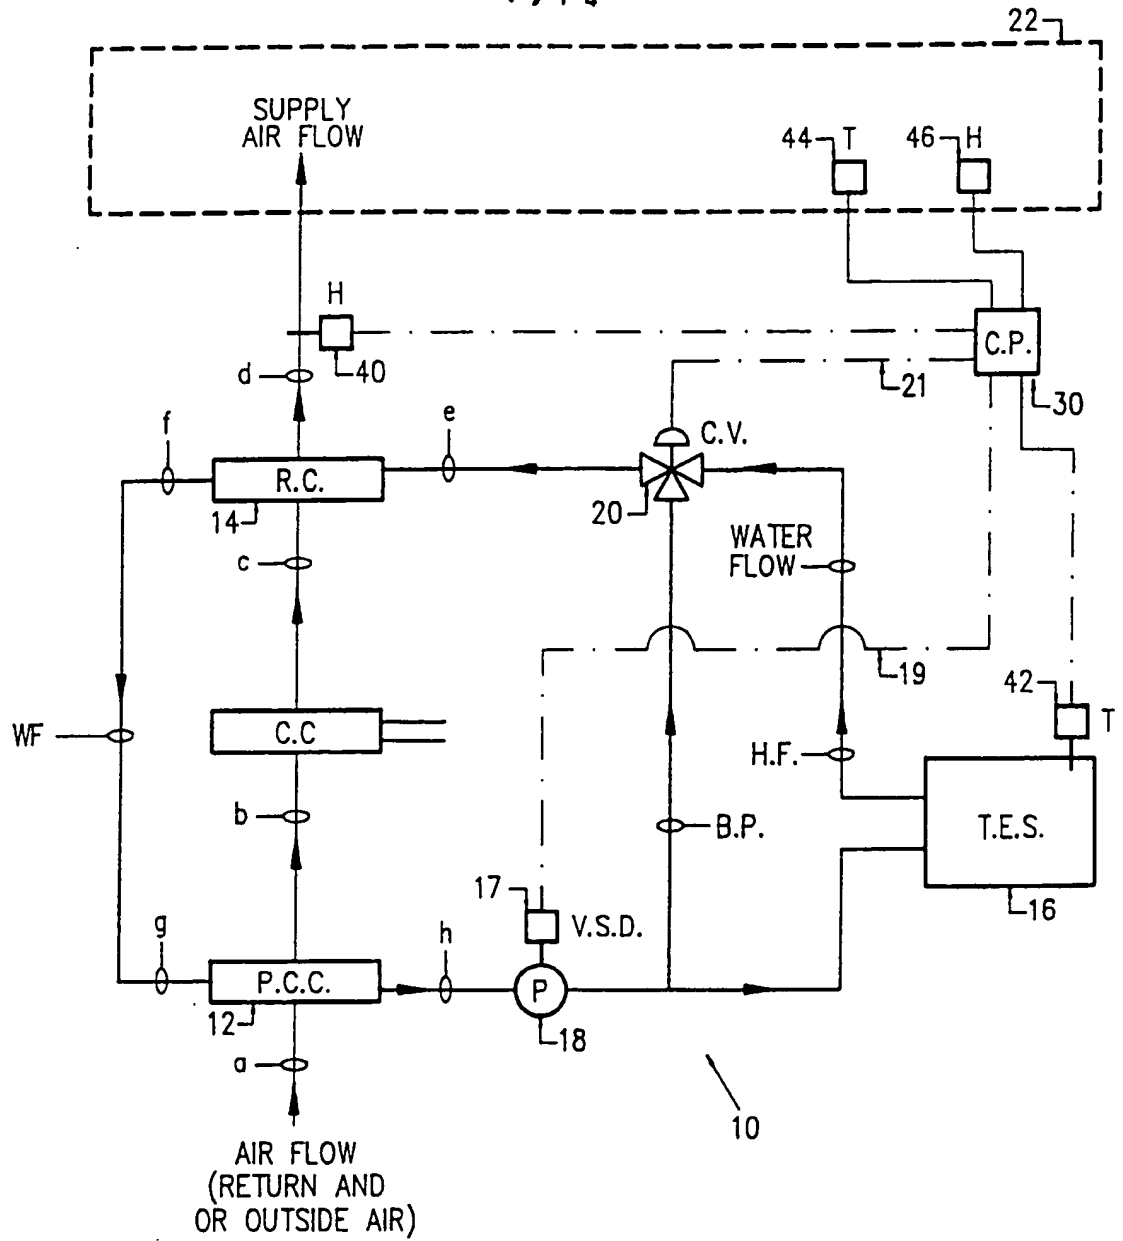 22
SUPPLY
AIR FLOW
44 T
46 H
H
40
C.P.
21
30
d
f
e
C.V.
R.C.
14
20
c
WATER
FLOW
19
42
T
WF
C.C
H.F.
b
B.P.
T.E.S.
16
17
V.S.D.
g
h
P.C.C.
P
12
18
a
10
AIR FLOW
(RETURN AND
OR OUTSIDE AIR)